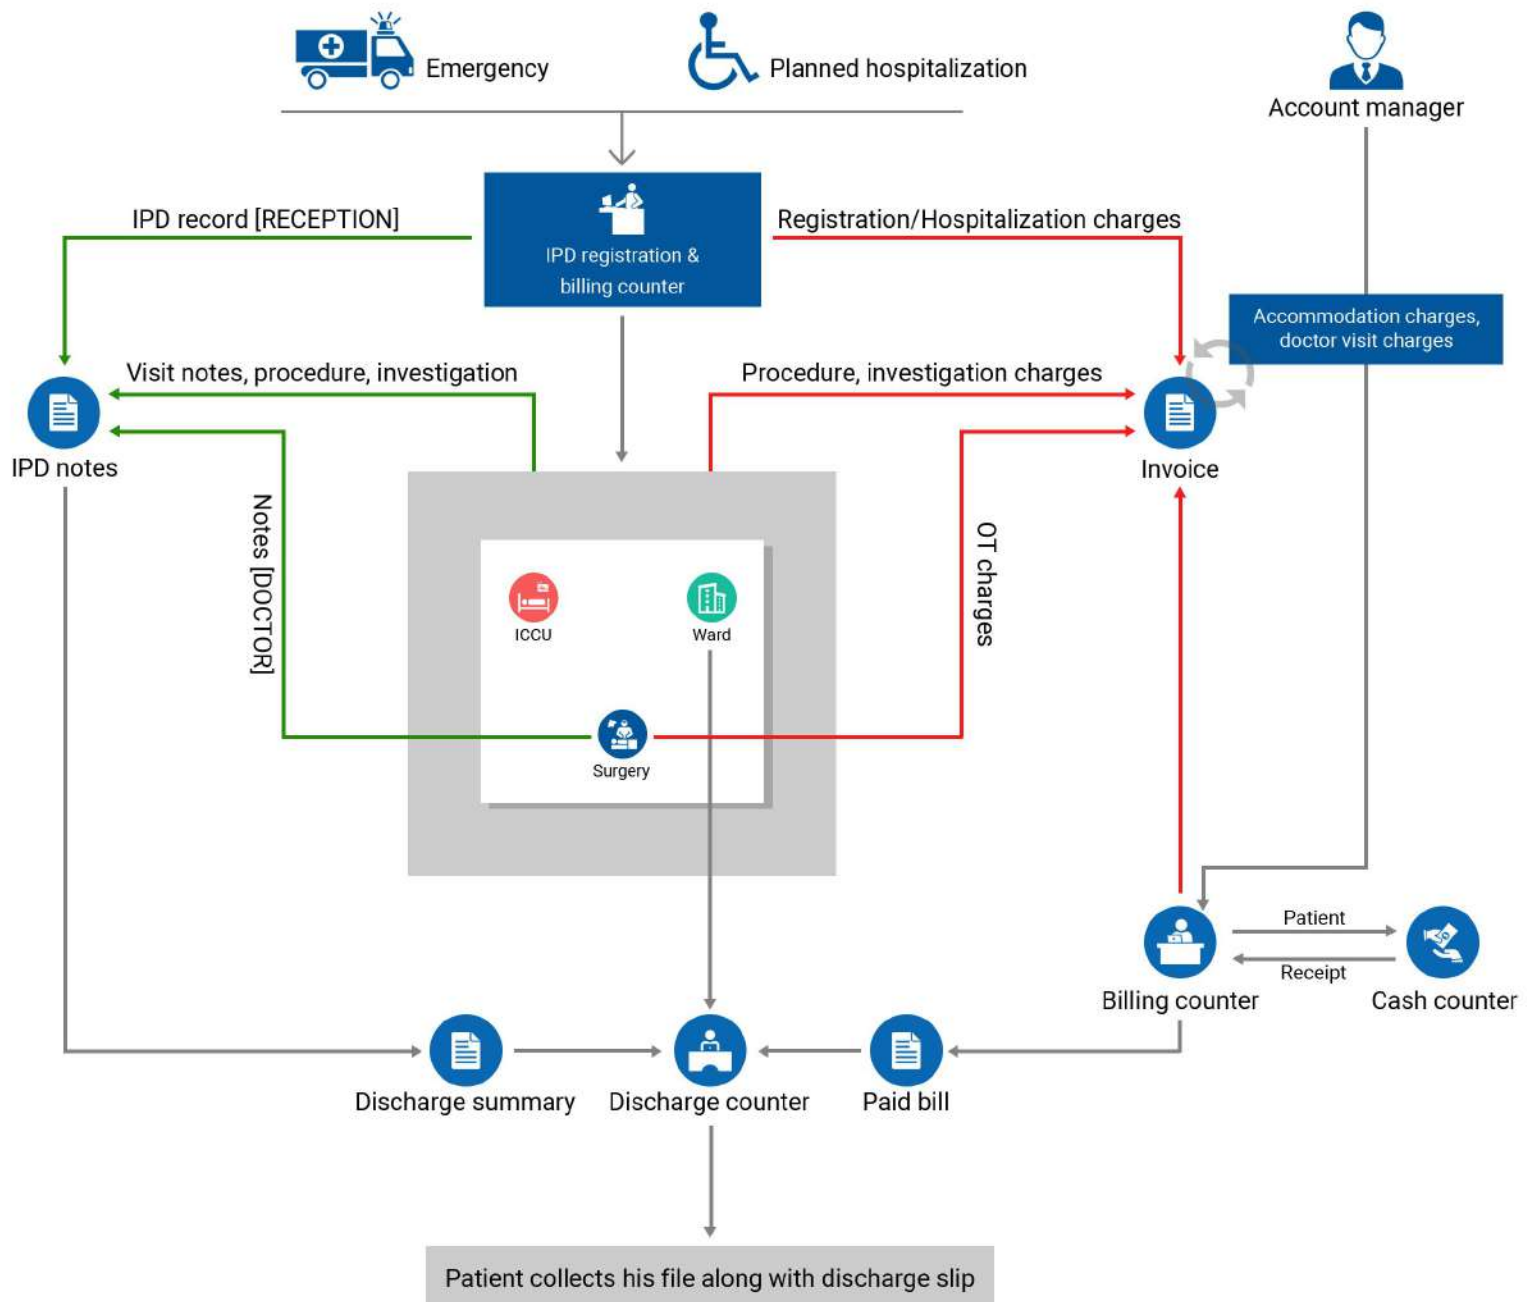 Emergency
Planned hospitalization
Account manager
IPD record [RECEPTION]
IPD registration &
billing counter
Registration/Hospitalization charges
Accommodation charges,
doctor visit charges
Visit notes, procedure, investigation
Procedure, investigation charges
IPD notes
Invoice
Notes [DOCTOR]
OT charges
ICCU
Ward
Surgery
Patient
Receipt
Billing counter
Cash counter
Discharge summary
Discharge counter
Paid bill
Patient collects his file along with discharge slip